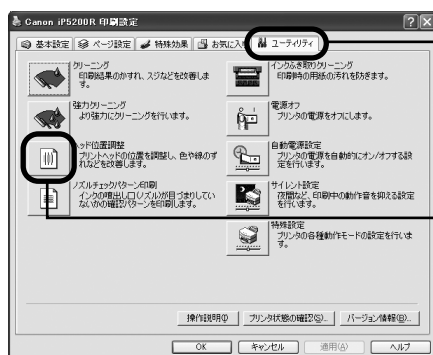 Canon iP5200R 印刷設定
基本設定 ページ設定 特殊効果 お気に入り ユーティリティ
クリーニング
印刷結果のかすれ、スジなどを改善しま
す。
強力クリーニング
より強力にクリーニングを行います。
ヘッド位置調整
プリントヘッドの位置を調整し、色や線のず
れなどを改善します。
ノズルチェックパターン印刷
インクの噴出し口（ノズル）が目づまりしてい
ないかの確認パターンを印刷します。
インクふき取りクリーニング
印刷時の用紙の汚れを防ぎます。
電源オフ
プリンタの電源をオフにします。
自動電源設定
プリンタの電源を自動的にオン/オフする設
定を行います。
サイレント設定
夜間など、印刷中の動作音を抑える設定
を行います。
特殊設定
プリンタの各種動作モードの設定を行いま
す。
操作説明(I) プリンタ状態の確認(S)... バージョン情報(B)...
OK キャンセル 適用(A) ヘルプ